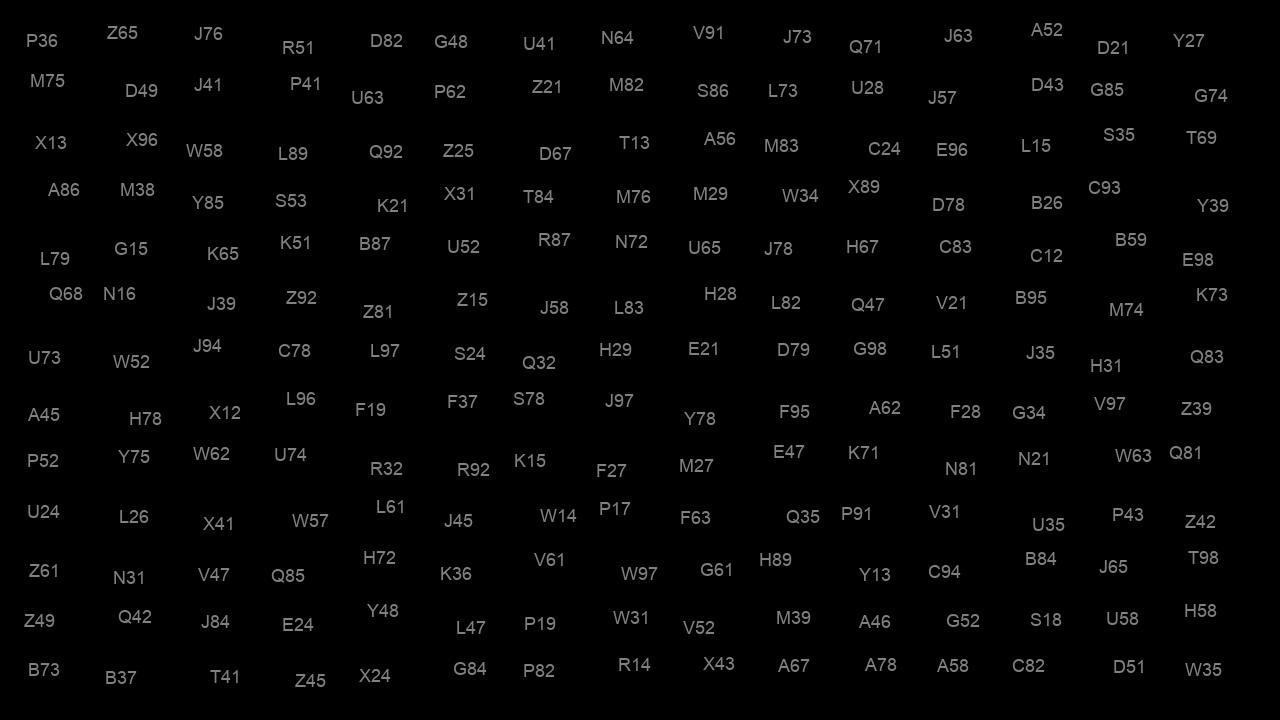 P36 Z65 J76 R51 D82 G48 U41 N64 V91 J73 Q71 J63 A52 D21 Y27
M75 D49 J41 P41 U63 P62 Z21 M82 S86 L73 U28 J57 D43 G85 G74
X13 X96 W58 L89 Q92 Z25 D67 T13 A56 M83 C24 E96 L15 S35 T69
A86 M38 Y85 S53 K21 X31 T84 M76 M29 W34 X89 D78 B26 C93 Y39
L79 G15 K65 K51 B87 U52 R87 N72 U65 J78 H67 C83 C12 B59 E98
Q68 N16 J39 Z92 Z81 Z15 J58 L83 H28 L82 Q47 V21 B95 M74 K73
U73 W52 J94 C78 L97 S24 Q32 H29 E21 D79 G98 L51 J35 H31 Q83
A45 H78 X12 L96 F19 F37 S78 J97 Y78 F95 A62 F28 G34 V97 Z39
P52 Y75 W62 U74 R32 R92 K15 F27 M27 E47 K71 N81 N21 W63 Q81
U24 L26 X41 W57 L61 J45 W14 P17 F63 Q35 P91 V31 U35 P43 Z42
Z61 N31 V47 Q85 H72 K36 V61 W97 G61 H89 Y13 C94 B84 J65 T98
Z49 Q42 J84 E24 Y48 L47 P19 W31 V52 M39 A46 G52 S18 U58 H58
B73 B37 T41 Z45 X24 G84 P82 R14 X43 A67 A78 A58 C82 D51 W35